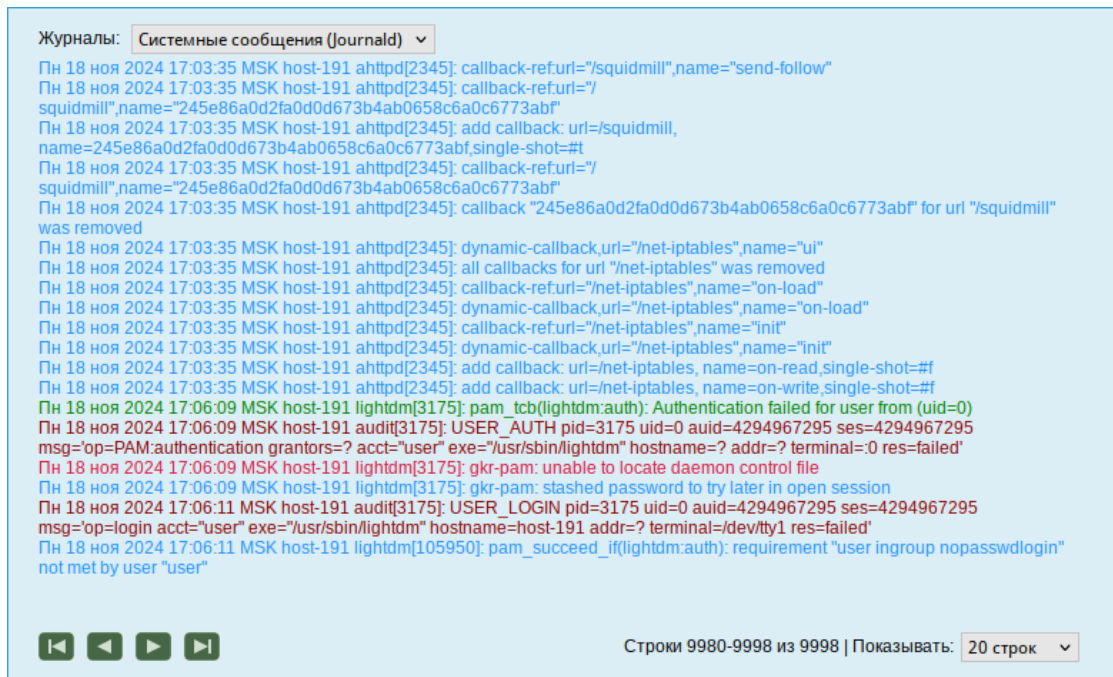 Журналы: Системные сообщения (Journald)
Пн 18 ноя 2024 17:03:35 MSK host-191 ahttpd[2345]: callback-ref:url="/squidmill",name="send-follow"
Пн 18 ноя 2024 17:03:35 MSK host-191 ahttpd[2345]: callback-ref:url="/
squidmill",name="245e86a0d2fa0d0d673b4ab0658c6a0c6773abf"
Пн 18 ноя 2024 17:03:35 MSK host-191 ahttpd[2345]: add callback: url=/squidmill,
name=245e86a0d2fa0d0d673b4ab0658c6a0c6773abf,single-shot=#t
Пн 18 ноя 2024 17:03:35 MSK host-191 ahttpd[2345]: callback-ref:url="/
squidmill",name="245e86a0d2fa0d0d673b4ab0658c6a0c6773abf"
Пн 18 ноя 2024 17:03:35 MSK host-191 ahttpd[2345]: callback "245e86a0d2fa0d0d673b4ab0658c6a0c6773abf" for url "/squidmill"
was removed
Пн 18 ноя 2024 17:03:35 MSK host-191 ahttpd[2345]: dynamic-callback,url="/net-iptables",name="ui"
Пн 18 ноя 2024 17:03:35 MSK host-191 ahttpd[2345]: all callbacks for url "/net-iptables" was removed
Пн 18 ноя 2024 17:03:35 MSK host-191 ahttpd[2345]: callback-ref:url="/net-iptables",name="on-load"
Пн 18 ноя 2024 17:03:35 MSK host-191 ahttpd[2345]: dynamic-callback,url="/net-iptables",name="on-load"
Пн 18 ноя 2024 17:03:35 MSK host-191 ahttpd[2345]: callback-ref:url="/net-iptables",name="init"
Пн 18 ноя 2024 17:03:35 MSK host-191 ahttpd[2345]: dynamic-callback,url="/net-iptables",name="init"
Пн 18 ноя 2024 17:03:35 MSK host-191 ahttpd[2345]: add callback: url=/net-iptables, name=on-read,single-shot=#f
Пн 18 ноя 2024 17:03:35 MSK host-191 ahttpd[2345]: add callback: url=/net-iptables, name=on-write,single-shot=#f
Пн 18 ноя 2024 17:06:09 MSK host-191 lightdm[3175]: pam_tcb(lightdm:auth): Authentication failed for user from (uid=0)
Пн 18 ноя 2024 17:06:09 MSK host-191 audit[3175]: USER_AUTH pid=3175 uid=0 auid=4294967295 ses=4294967295
msg='op=PAM:authentication grantors=? acct="user" exe="/usr/sbin/lightdm" hostname=? addr=? terminal=:0 res=failed'
Пн 18 ноя 2024 17:06:09 MSK host-191 lightdm[3175]: gkr-pam: unable to locate daemon control file
Пн 18 ноя 2024 17:06:09 MSK host-191 lightdm[3175]: gkr-pam: stashed password to try later in open session
Пн 18 ноя 2024 17:06:11 MSK host-191 audit[3175]: USER_LOGIN pid=3175 uid=0 auid=4294967295 ses=4294967295
msg='op=login acct="user" exe="/usr/sbin/lightdm" hostname=host-191 addr=? terminal=/dev/tty1 res=failed'
Пн 18 ноя 2024 17:06:11 MSK host-191 lightdm[105950]: pam_succeed_if(lightdm:auth): requirement "user ingroup nopasswdlogin"
not met by user "user"
Строки 9980-9998 из 9998 | Показывать: 20 строк